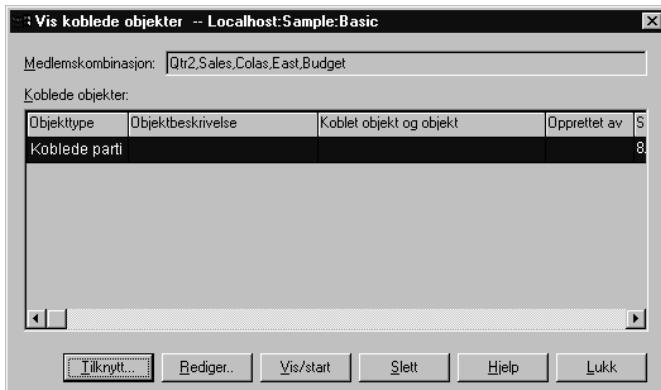 Vis koblede objekter -- Localhost:Sample:Basic
Medlemskombinasjon: Qtr2,Sales,Colas,East,Budget
Koblede objekter:
Objekttype Objektbeskrivelse Koblet objekt og objekt Opprettet av S
Koblede parti 8.
Tilknytt... Rediger.. Vis/start Slett Hjelp Lukk